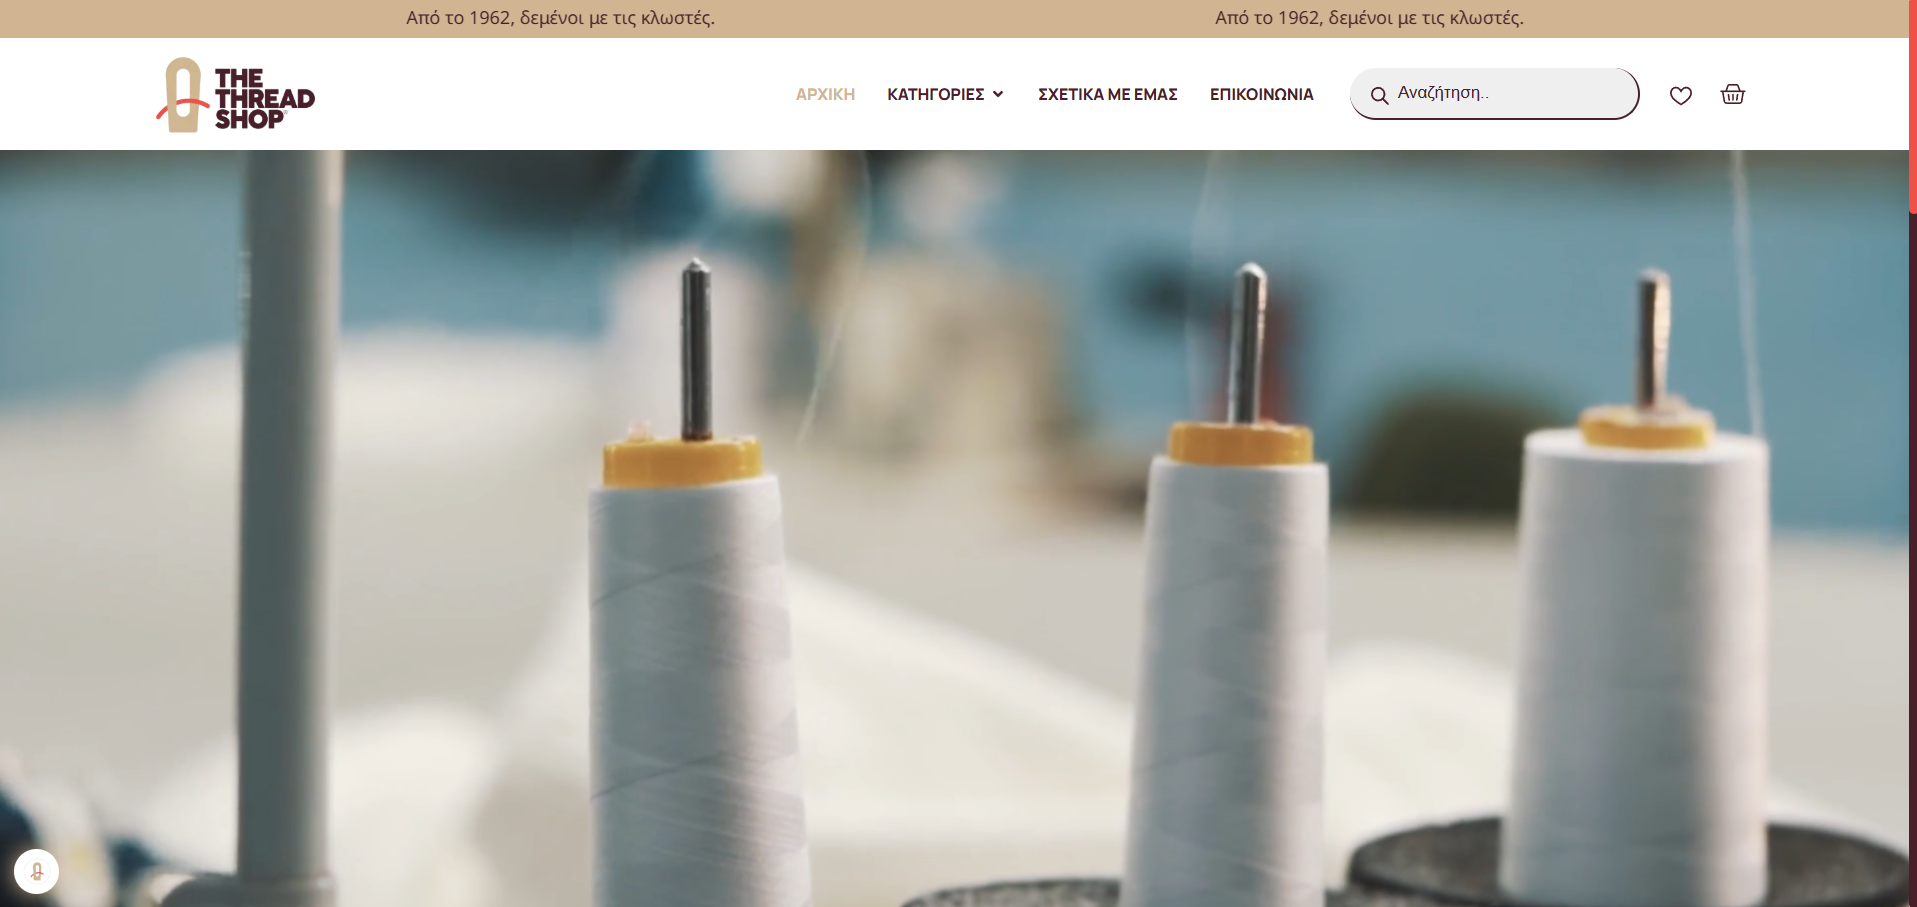 Από το 1962, δεμένοι με τις κλωστές. Από το 1962, δεμένοι με τις κλωστές.
THE
THREAD
SHOP
ΑΡΧΙΚΗ ΚΑΤΗΓΟΡΙΕΣ ΣΧΕΤΙΚΑ ΜΕ ΕΜΑΣ ΕΠΙΚΟΙΝΩΝΙΑ Αναζήτηση..